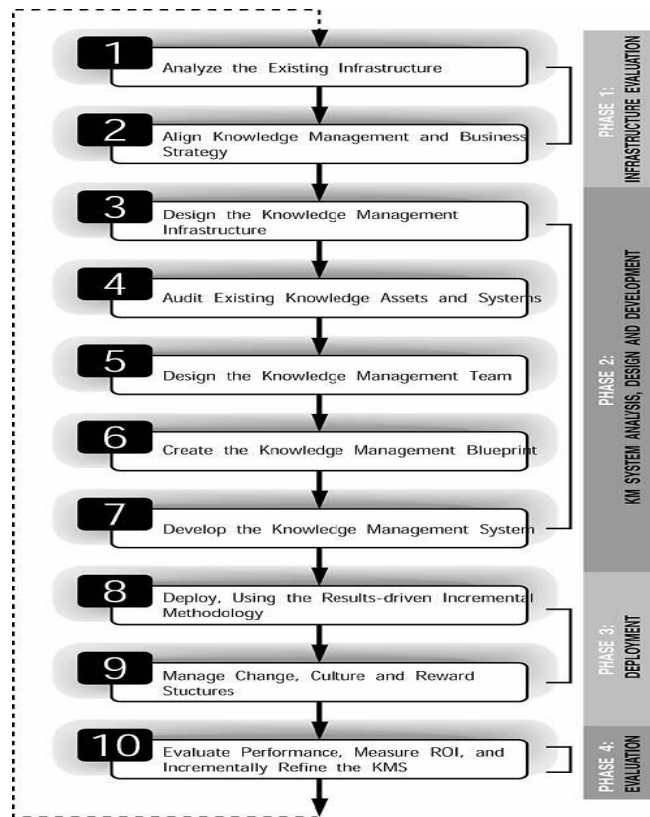 1
Analyze the Existing Infrastructure
2
Align Knowledge Management and Business
Strategy
PHASE 1:
INFRASTRUCTURE EVALUATION
3
Design the Knowledge Management
Infrastructure
4
Audit Existing Knowledge Assets and Systems
5
Design the Knowledge Management Team
6
Create the Knowledge Management Blueprint
7
Develop the Knowledge Management System
PHASE 2:
KM SYSTEM ANALYSIS, DESIGN AND DEVELOPMENT
8
Deploy, Using the Results-driven Incremental
Methodology
9
Manage Change, Culture and Reward
Stuctures
PHASE 3:
DEPLOYMENT
10
Evaluate Performance, Measure ROI, and
Incrementally Refine the KMS
PHASE 4:
EVALUATION